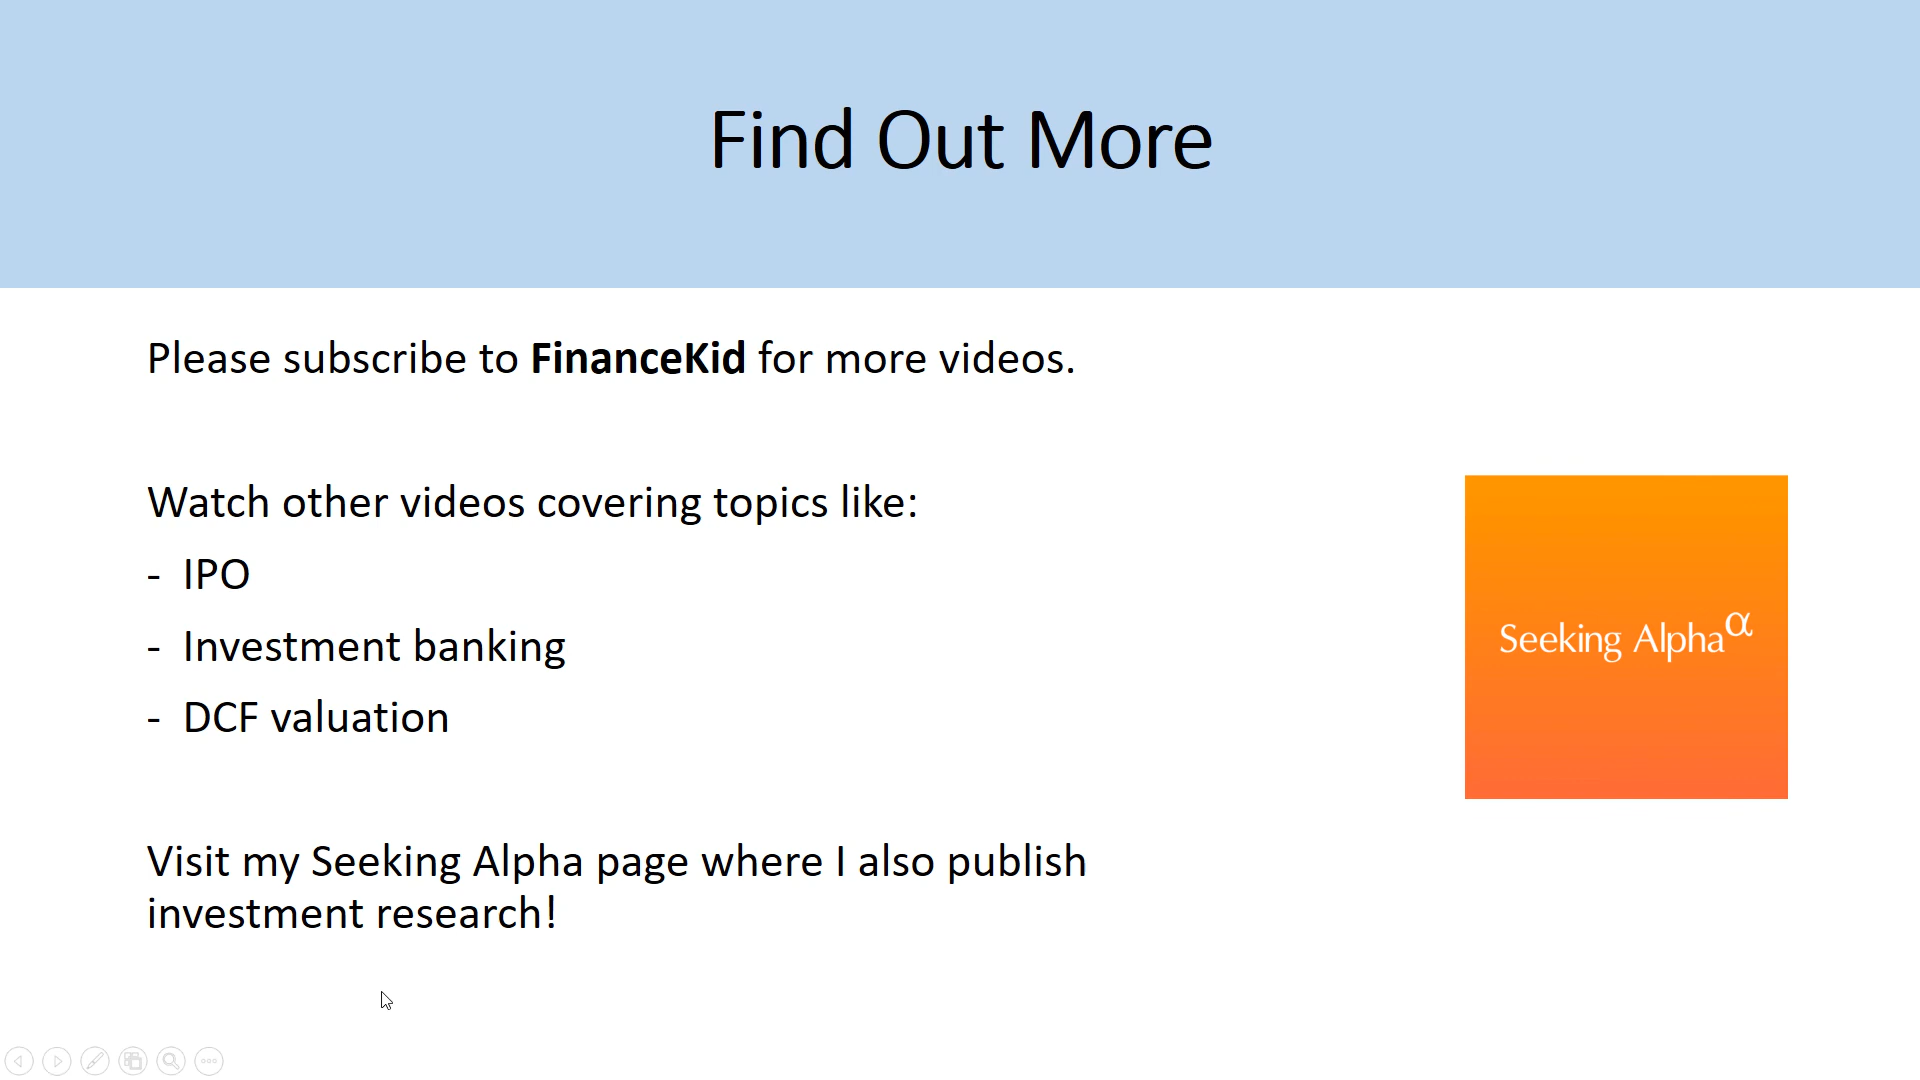 Find Out More
Please subscribe to FinanceKid for more videos.
Watch other videos covering topics like:
- IPO
- Investment banking
- DCF valuation
Seeking Alphaα
Visit my Seeking Alpha page where I also publish
investment research!